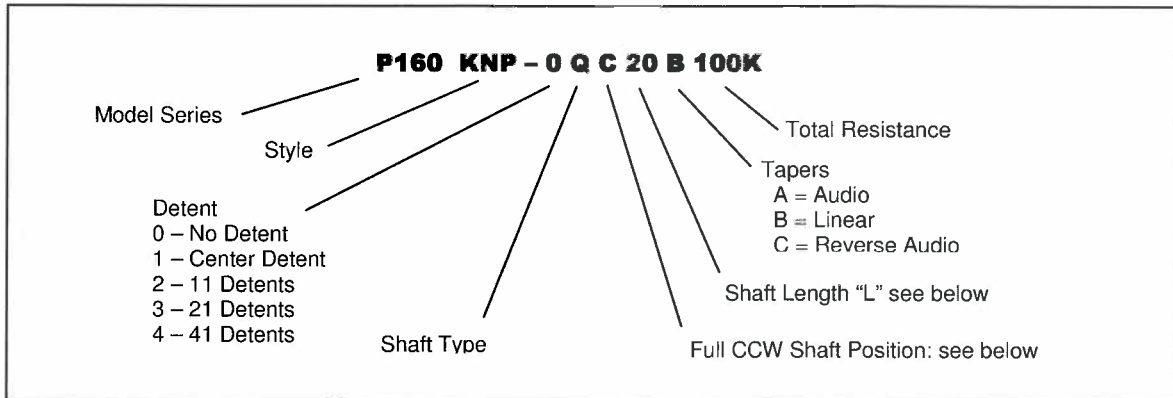 P160 KNP – 0 Q C 20 B 100K
Model Series
Style
Detent
0 – No Detent
1 – Center Detent
2 – 11 Detents
3 – 21 Detents
4 – 41 Detents
Shaft Type
Total Resistance
Tapers
A = Audio
B = Linear
C = Reverse Audio
Shaft Length "L" see below
Full CCW Shaft Position: see below